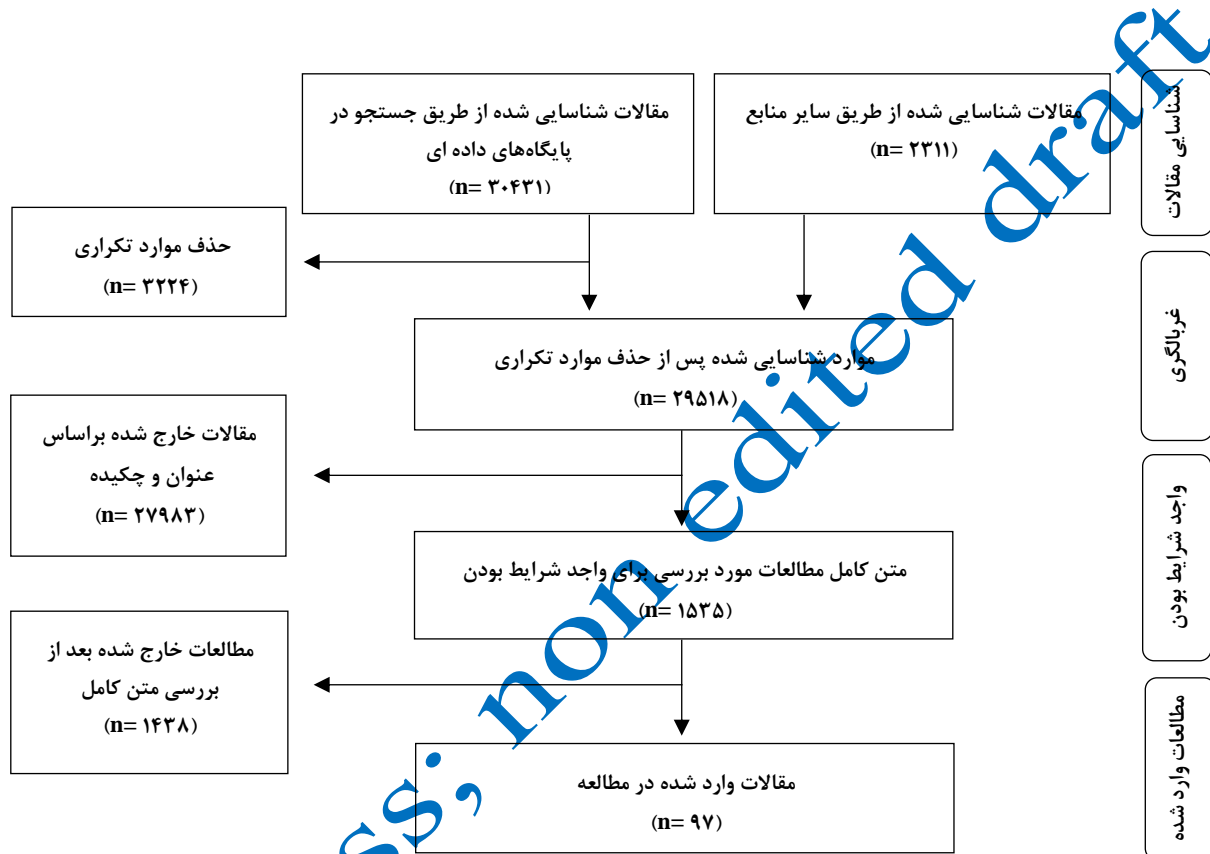 مقالات شناسایی شده از طریق سایر منابع
(n= ۲۳۱۱)
مقالات شناسایی شده از طریق جستجو در
پایگاه‌های داده ای
(n= ۳۰۴۳۱)
شناسایی مقالات
حذف موارد تکراری
(n= ۳۲۲۴)
موارد شناسایی شده پس از حذف موارد تکراری
(n= ۲۹۵۱۸)
غربالگری
مقالات خارج شده براساس
عنوان و چکیده
(n= ۲۷۹۸۳)
متن کامل مطالعات مورد بررسی برای واجد شرایط بودن
(n= ۱۵۳۵)
واجد شرایط بودن
مطالعات خارج شده بعد از
بررسی متن کامل
(n= ۱۴۳۸)
مقالات وارد شده در مطالعه
(n= ۹۷)
مطالعات وارد شده
ss; non edited draft